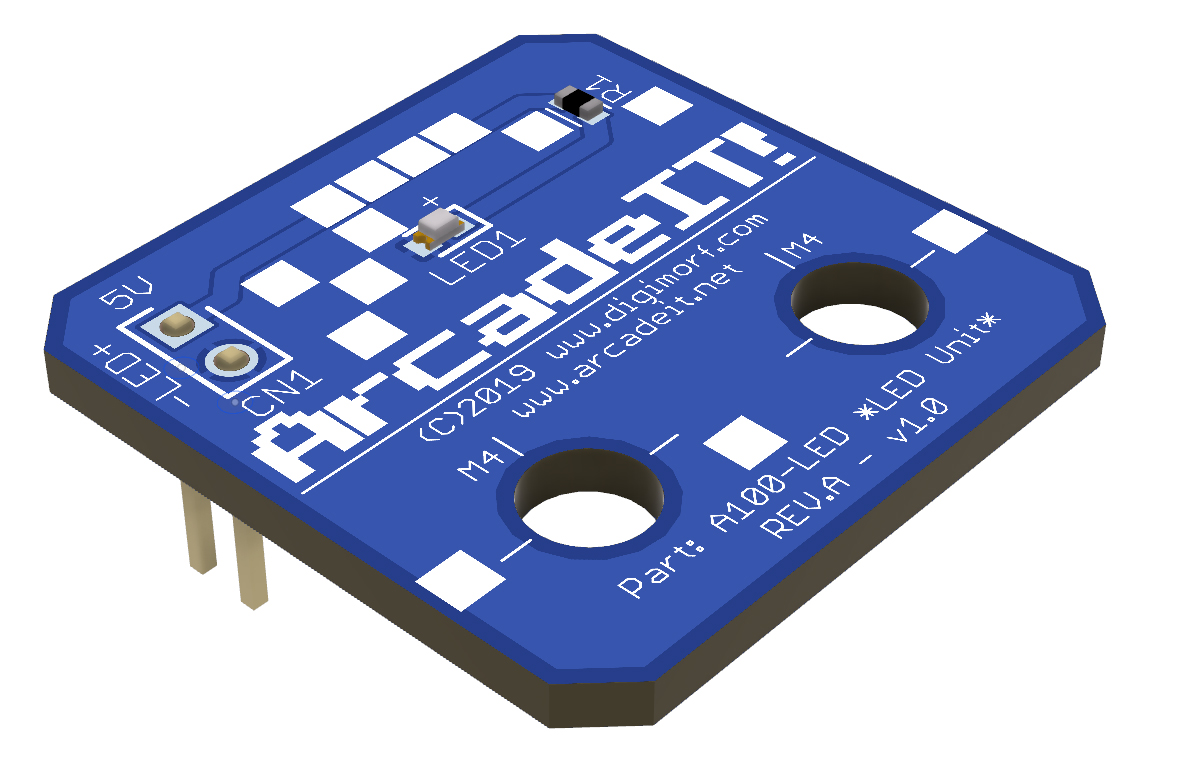 R1
+
LED1
5V
-LED+
CN1
ArCadeIT!
(C)2019 www.digimorf.com
www.arcadeit.net
M4
M4
Part: A100-LED *LED Unit*
REV.A - v1.0